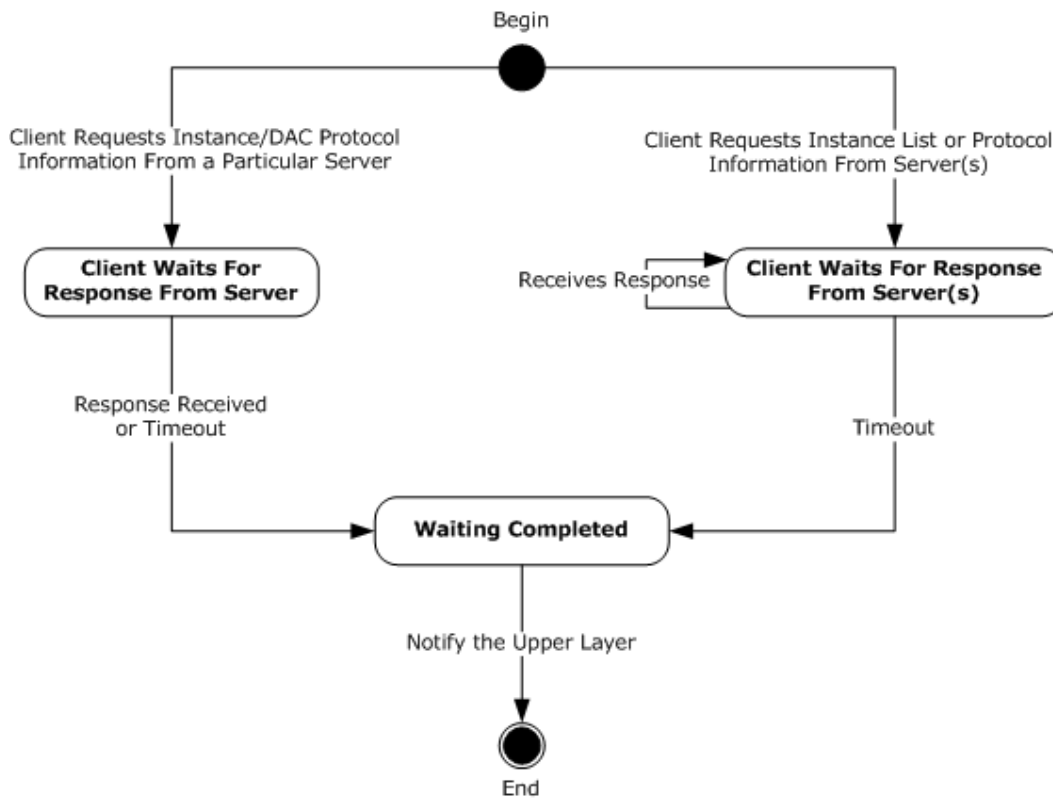 Begin
Client Requests Instance/DAC Protocol
Information From a Particular Server
Client Requests Instance List or Protocol
Information From Server(s)
Client Waits For
Response From Server
Receives Response
Client Waits For Response
From Server(s)
Response Received
or Timeout
Timeout
Waiting Completed
Notify the Upper Layer
End